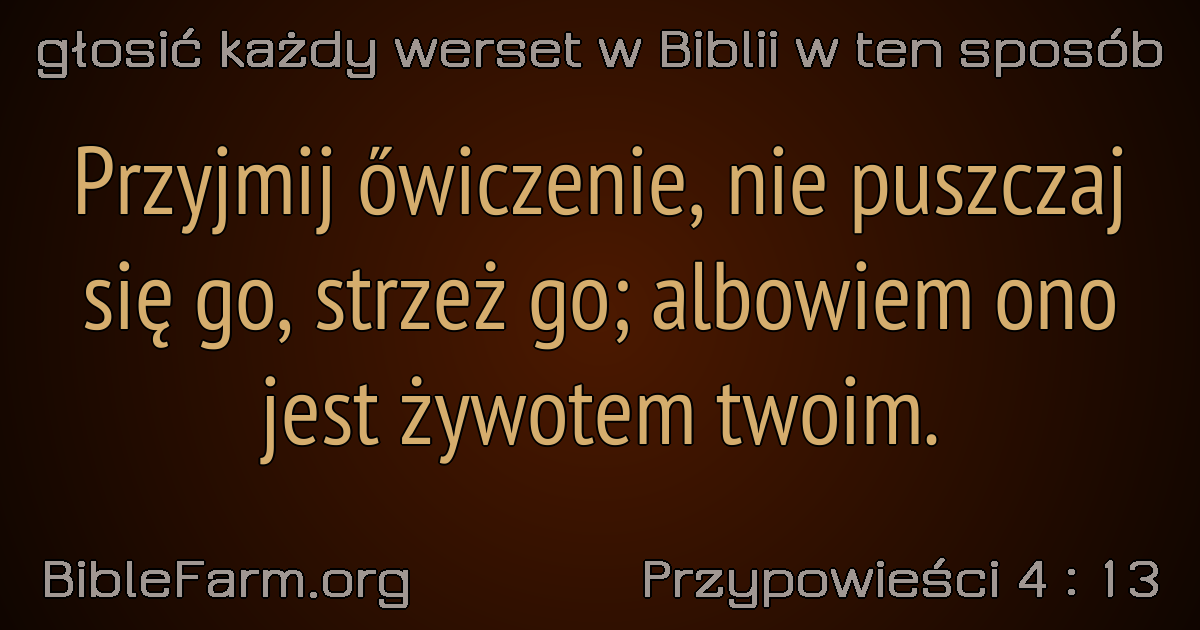 głosić każdy werset w Biblii w ten sposób
Przyjmij őwiczenie, nie puszczaj
się go, strzeż go; albowiem ono
jest żywotem twoim.
BibleFarm.org
Przypowieści 4 : 13